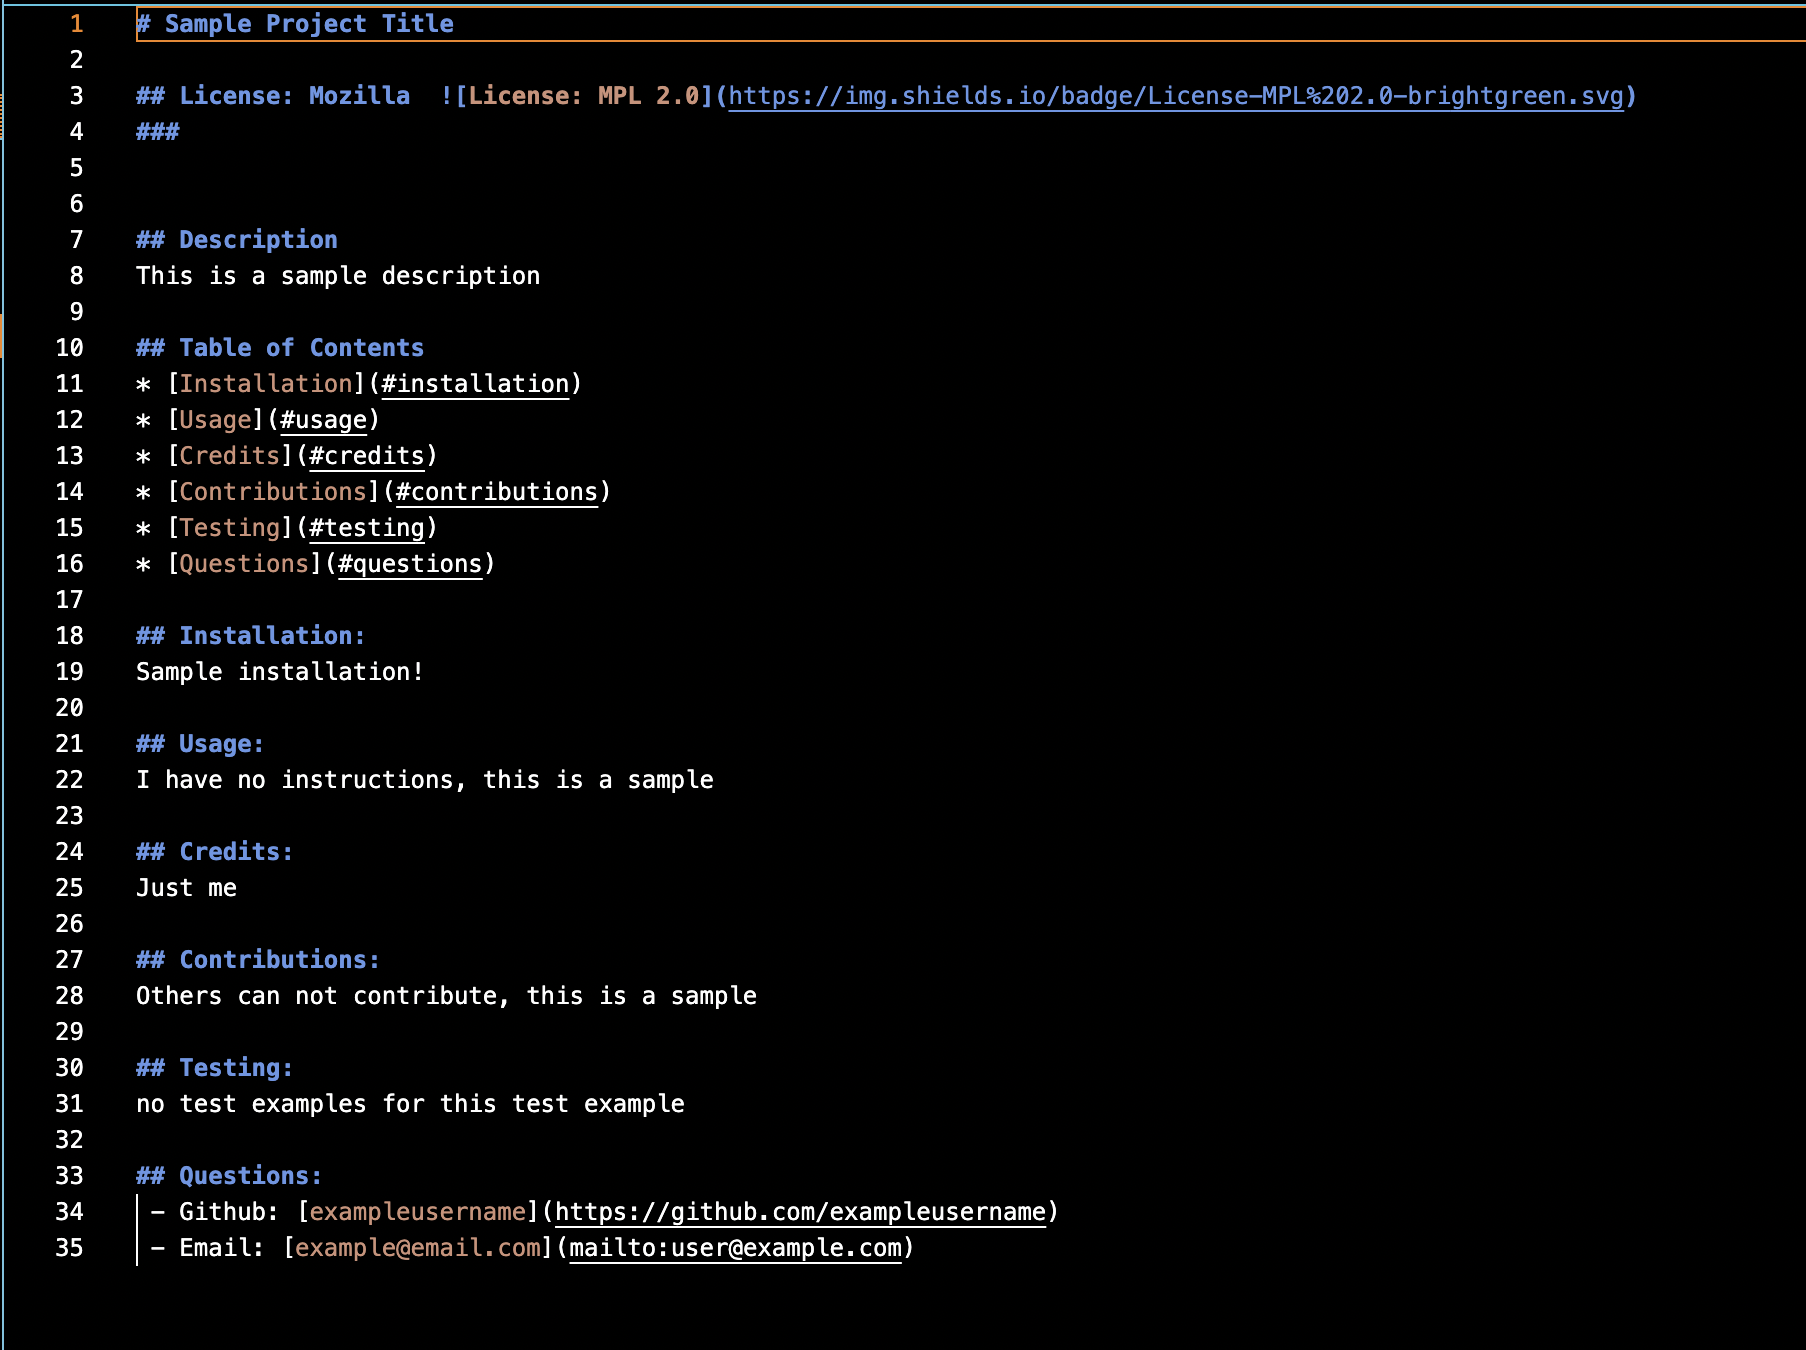 1 # Sample Project Title
2
3 ## License: Mozilla  ![License: MPL 2.0](https://img.shields.io/badge/License-MPL%202.0-brightgreen.svg)
4 ###
5
6
7 ## Description
8 This is a sample description
9
10 ## Table of Contents
11 * [Installation](#installation)
12 * [Usage](#usage)
13 * [Credits](#credits)
14 * [Contributions](#contributions)
15 * [Testing](#testing)
16 * [Questions](#questions)
17
18 ## Installation:
19 Sample installation!
20
21 ## Usage:
22 I have no instructions, this is a sample
23
24 ## Credits:
25 Just me
26
27 ## Contributions:
28 Others can not contribute, this is a sample
29
30 ## Testing:
31 no test examples for this test example
32
33 ## Questions:
34 - Github: [exampleusername](https://github.com/exampleusername)
35 - Email: [example@email.com](mailto:user@example.com)